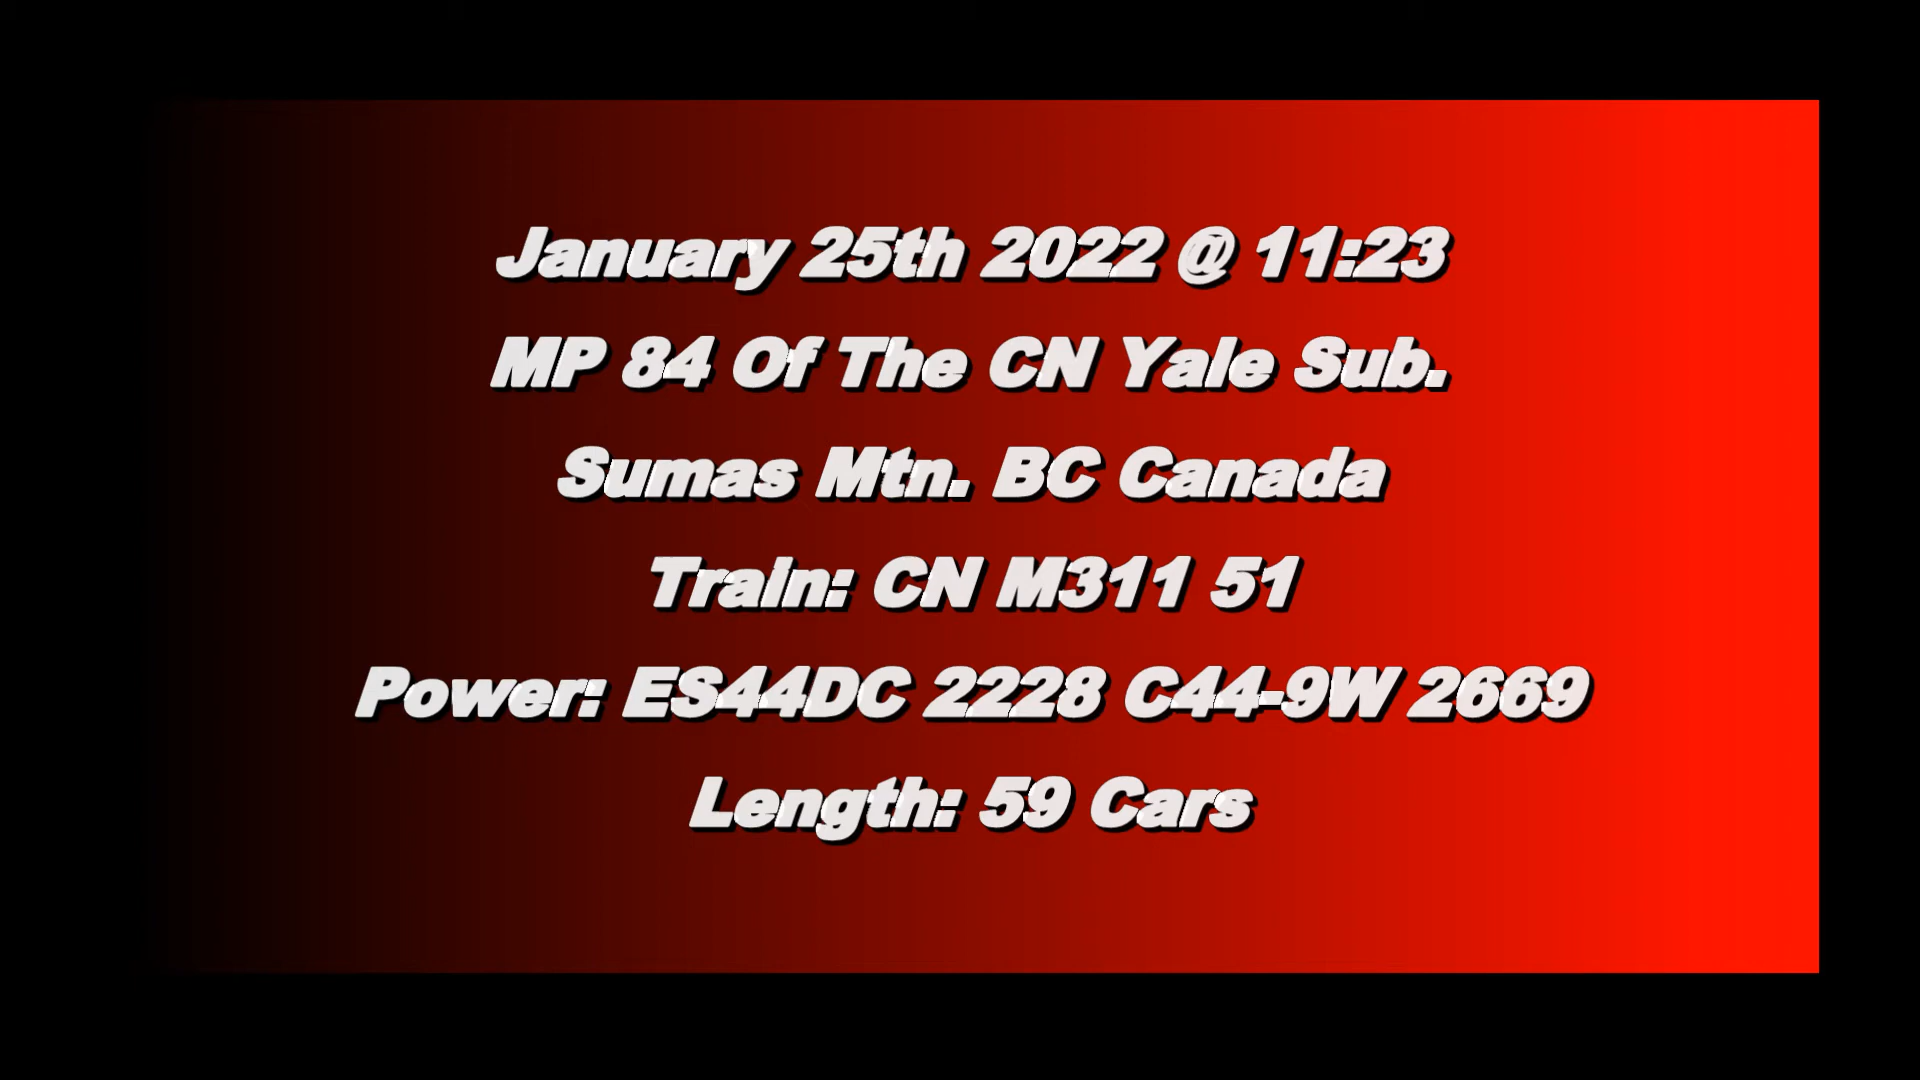 January 25th 2022 @ 11:23
MP 84 Of The CN Yale Sub.
Sumas Mtn. BC Canada
Train: CN M311 51
Power: ES44DC 2228 C44-9W 2669
Length: 59 Cars